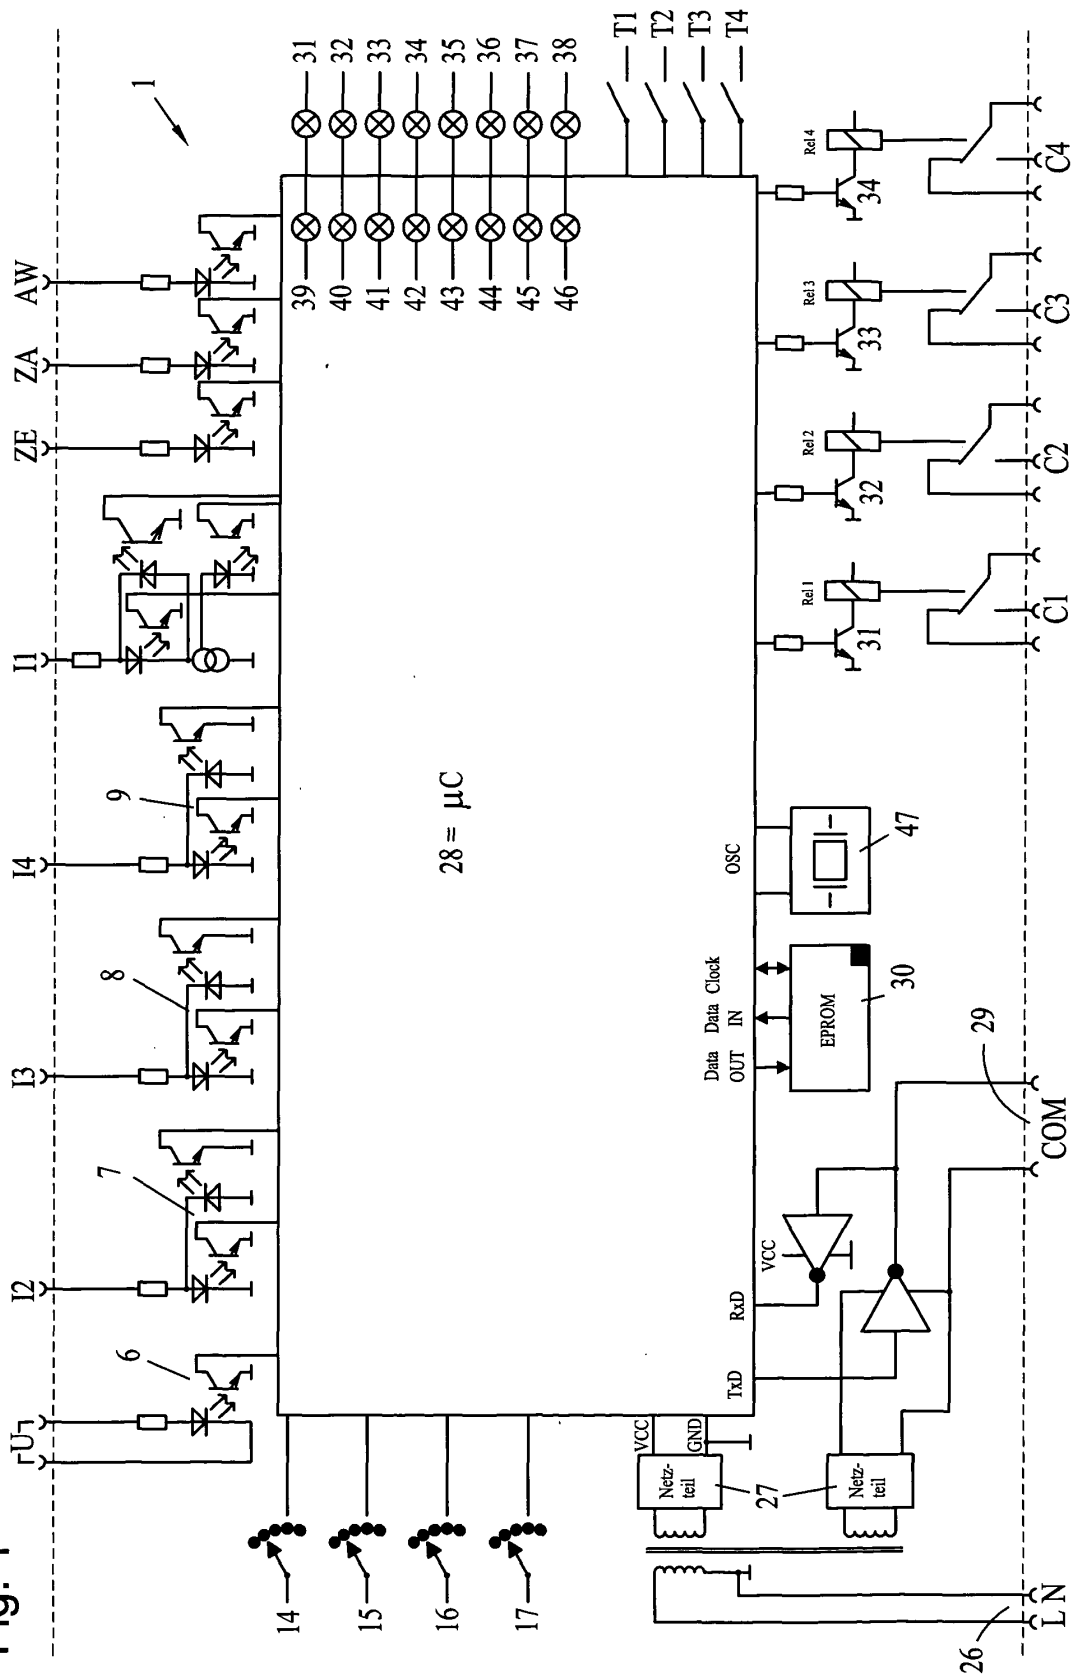 Fig. 1
1
U
I2
I3
I4
I1
ZE
ZA
AW
6
7
8
9
14
15
16
17
28 = µC
39
40
41
42
43
44
45
46
31
32
33
34
35
36
37
38
T1
T2
T3
T4
VCC
GND
TxD
RxD
Data
OUT
Data
IN
Clock
OSC
Netz-
teil
27
Netz-
teil
VCC
EPROM
30
47
31
Rel 1
32
Rel 2
33
Rel 3
34
Rel 4
26
L
N
29
COM
C1
C2
C3
C4